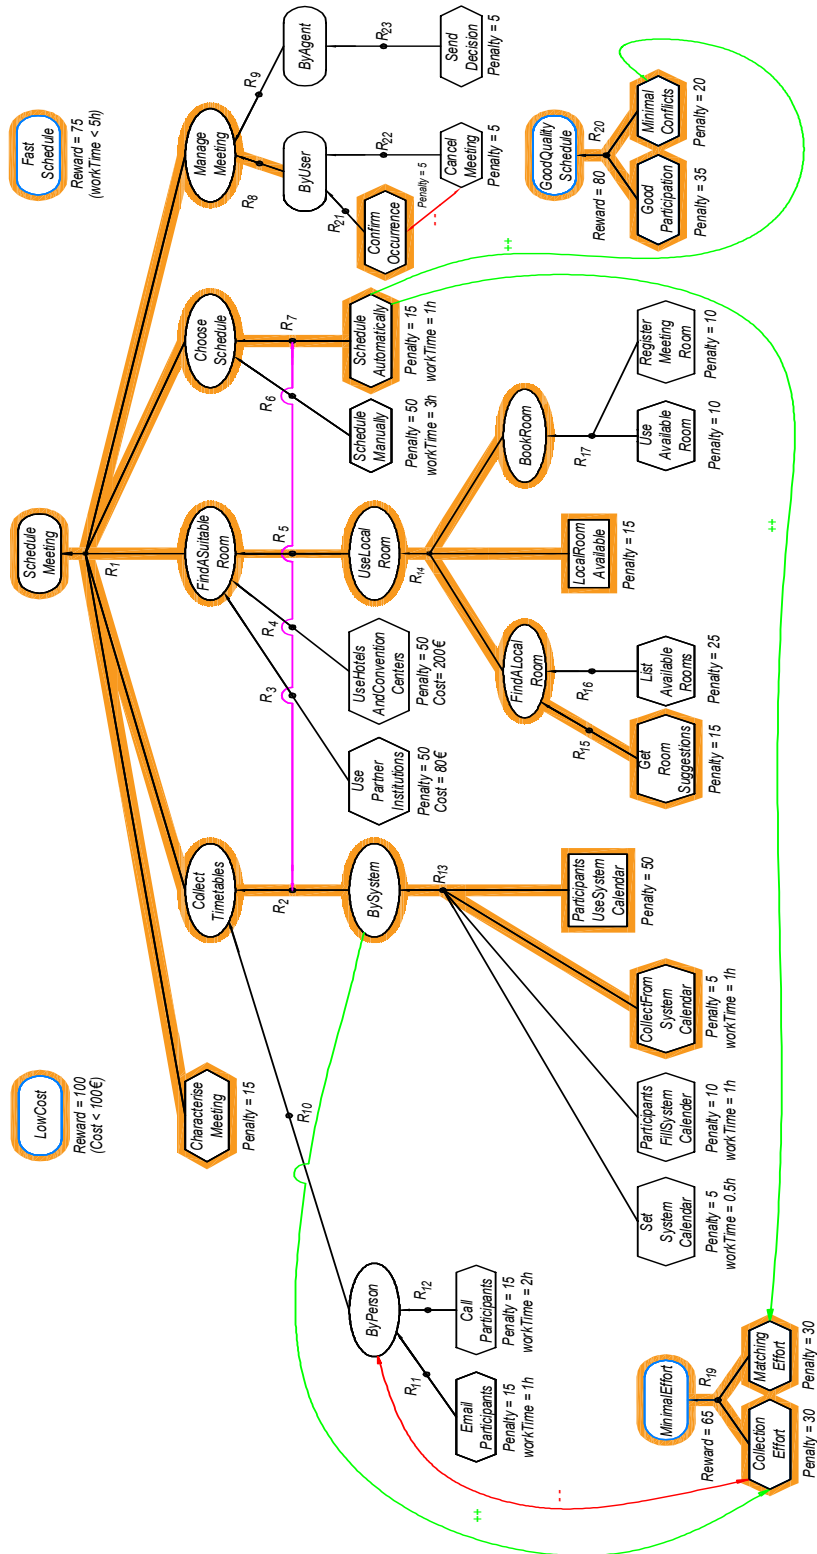 Schedule
Meeting
R1
LowCost
Reward = 100
(Cost < 100€)
Fast
Schedule
Reward = 75
(workTime < 5h)
Characterise
Meeting
Penalty = 15
Collect
Timetables
FindASuitable
Room
Choose
Schedule
Manage
Meeting
R10
R2
R3
R4
R5
R6
R7
R8
R9
ByPerson
BySystem
Use
Partner
Institutions
Penalty = 50
Cost = 80€
UseHotels
AndConvention
Centers
Penalty = 50
Cost= 200€
UseLocal
Room
Schedule
Manually
Penalty = 50
workTime = 3h
Schedule
Automatically
Penalty = 15
workTime = 1h
ByUser
ByAgent
R11
R12
R13
R14
R21
R22
R23
Email
Participants
Penalty = 15
workTime = 1h
Call
Participants
Penalty = 15
workTime = 2h
Confirm
Occurrence
Penalty = 5
Cancel
Meeting
Penalty = 5
Send
Decision
Penalty = 5
--
FindALocal
Room
LocalRoom
Available
Penalty = 15
BookRoom
R15
R16
R17
Set
System
Calendar
Penalty = 5
workTime = 0.5h
Participants
FillSystem
Calender
Penalty = 10
workTime = 1h
CollectFrom
System
Calendar
Penalty = 5
workTime = 1h
Participants
UseSystem
Calendar
Penalty = 50
Get
Room
Suggestions
Penalty = 15
List
Available
Rooms
Penalty = 25
Use
Available
Room
Penalty = 10
Register
Meeting
Room
Penalty = 10
GoodQuality
Schedule
Reward = 80
R20
Good
Participation
Penalty = 35
Minimal
Conflicts
Penalty = 20
MinimalEffort
Reward = 65
R19
Collection
Effort
Penalty = 30
Matching
Effort
Penalty = 30
++
--
++
++